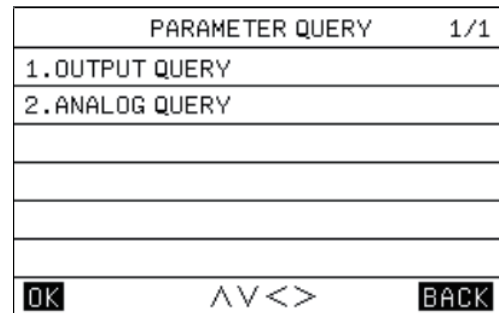 PARAMETER QUERY 1/1
1.OUTPUT QUERY
2.ANALOG QUERY
OK ∧∨<> BACK